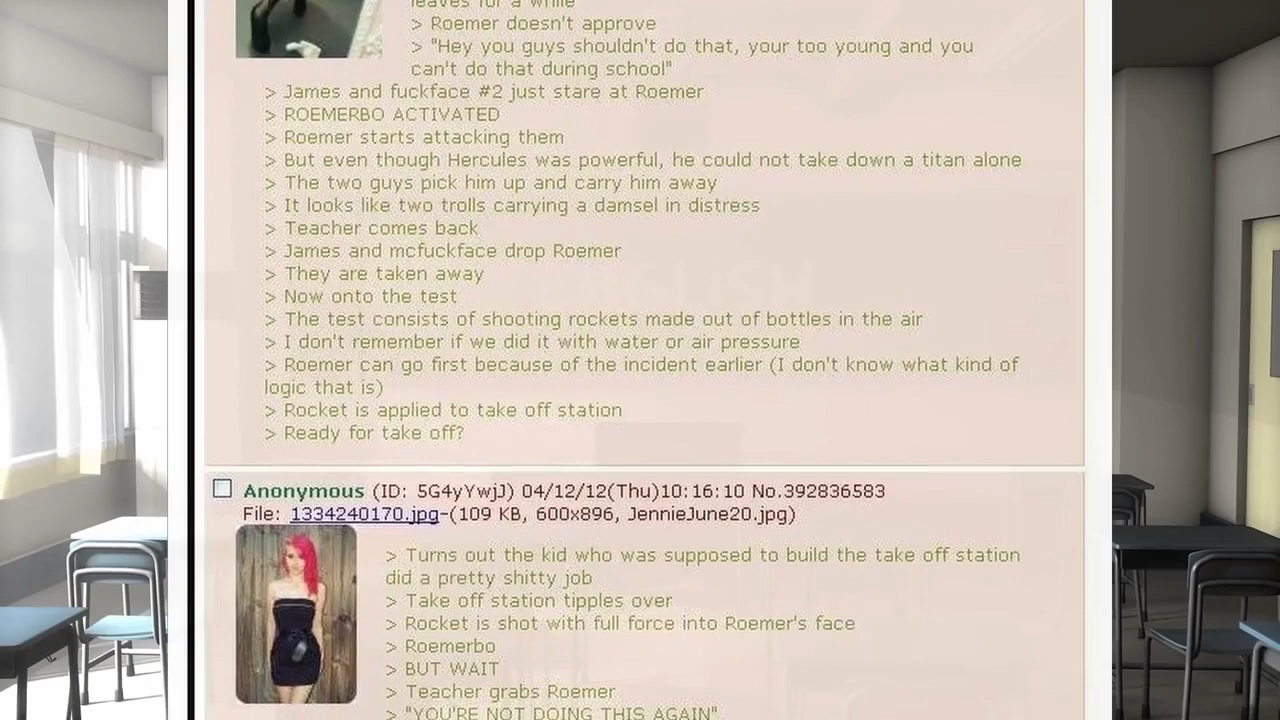 leaves for a while
> Roemer doesn't approve
> "Hey you guys shouldn't do that, your too young and you
can't do that during school"
> James and fuckface #2 just stare at Roemer
> ROEMERBO ACTIVATED
> Roemer starts attacking them
> But even though Hercules was powerful, he could not take down a titan alone
> The two guys pick him up and carry him away
> It looks like two trolls carrying a damsel in distress
> Teacher comes back
> James and mcfuckface drop Roemer
> They are taken away
> Now onto the test
> The test consists of shooting rockets made out of bottles in the air
> I don't remember if we did it with water or air pressure
> Roemer can go first because of the incident earlier (I don't know what kind of
logic that is)
> Rocket is applied to take off station
> Ready for take off?
Anonymous (ID: 5G4yYwjJ) 04/12/12(Thu)10:16:10 No.392836583
File: 1334240170.jpg-(109 KB, 600x896, JennieJune20.jpg)
> Turns out the kid who was supposed to build the take off station
did a pretty shitty job
> Take off station tipples over
> Rocket is shot with full force into Roemer's face
> Roemerbo
> BUT WAIT
> Teacher grabs Roemer
> "YOU'RE NOT DOING THIS AGAIN"